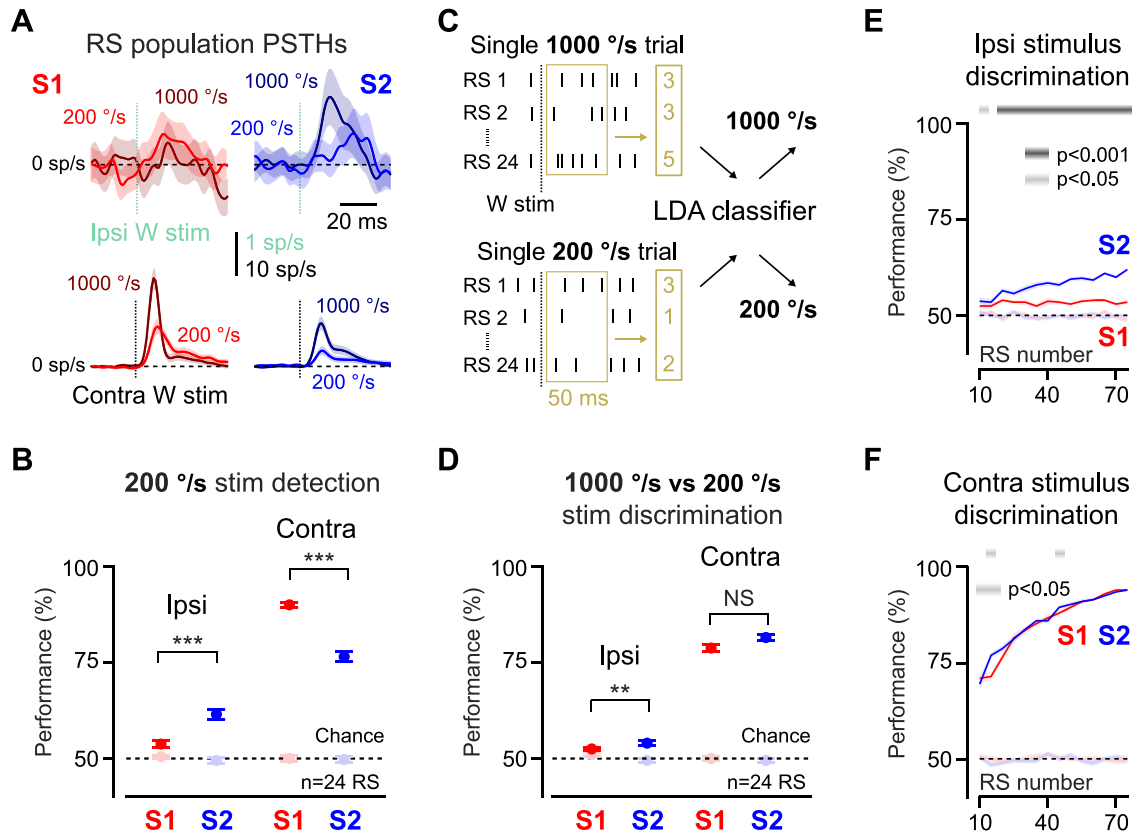 A
RS population PSTHs
S1
1000 °/s
200 °/s
0 sp/s
1000 °/s
S2
200 °/s
20 ms
Ipsi W stim
1 sp/s
10 sp/s
1000 °/s
200 °/s
0 sp/s
Contra W stim
1000 °/s
200 °/s
B
200 °/s stim detection
Contra
***
Ipsi
***
Performance (%)
100
75
50
Chance
n=24 RS
S1 S2 S1 S2
C
Single 1000 °/s trial
RS 1
3
RS 2
3
RS 24
5
W stim
1000 °/s
LDA classifier
200 °/s
Single 200 °/s trial
RS 1
3
RS 2
1
RS 24
2
50 ms
D
1000 °/s vs 200 °/s
stim discrimination
Contra
NS
Ipsi
**
Performance (%)
100
75
50
Chance
n=24 RS
S1 S2 S1 S2
E
Ipsi stimulus
discrimination
100
p<0.001
p<0.05
Performance (%)
75
S2
50
S1
RS number
10 40 70
F
Contra stimulus
discrimination
100
p<0.05
S1 S2
Performance (%)
75
50
RS number
10 40 70